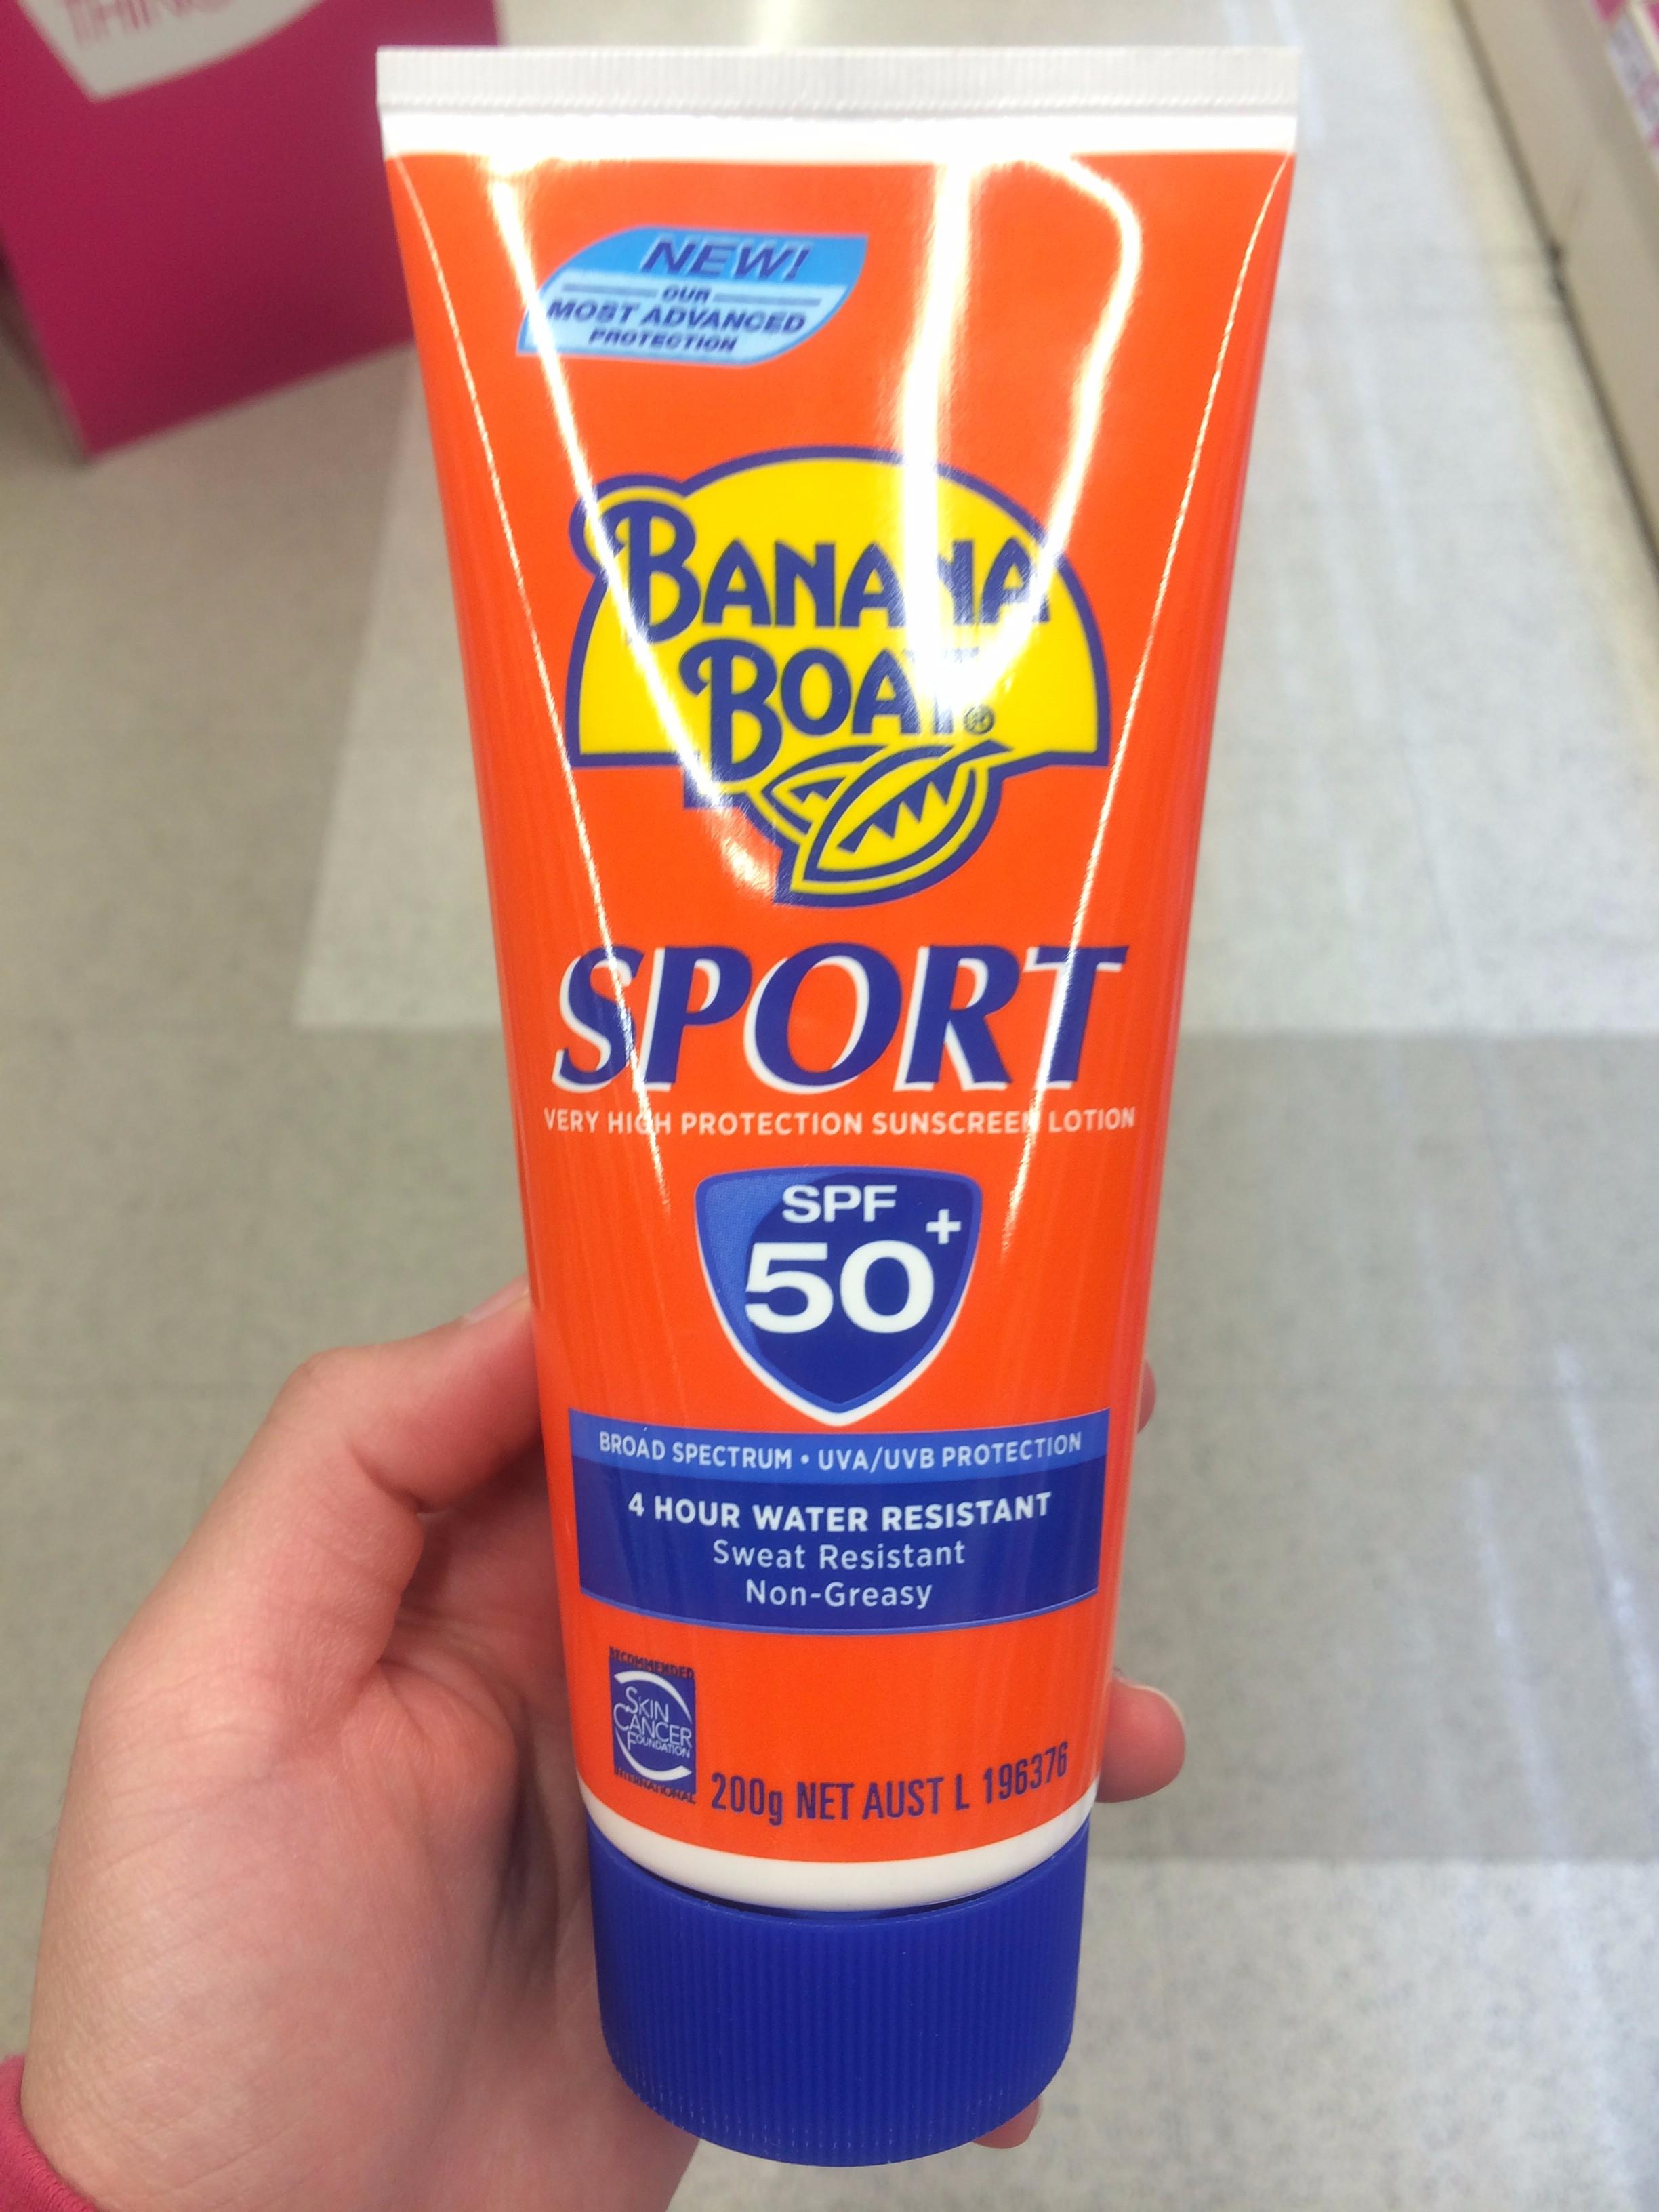 THING
NEW!
OUR
MOST ADVANCED
PROTECTION
BANANA
BOAT®
SPORT
VERY HIGH PROTECTION SUNSCREEN LOTION
SPF
50+
BROAD SPECTRUM • UVA/UVB PROTECTION
4 HOUR WATER RESISTANT
Sweat Resistant
Non-Greasy
RECOMMENDED
SKIN
CANCER
FOUNDATION
INTERNATIONAL
200g NET AUST L 196376